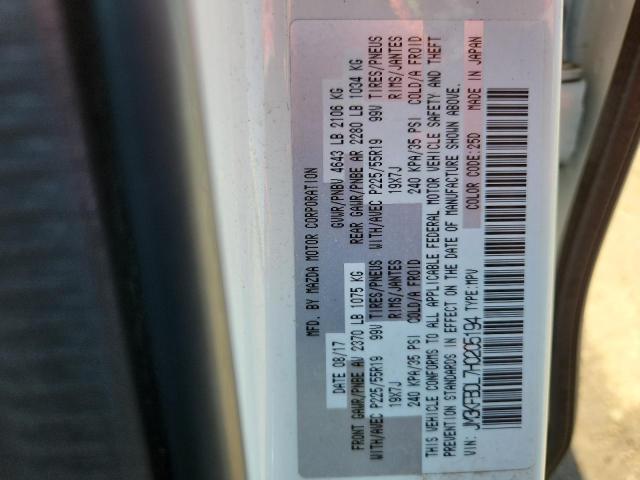 MFD. BY MAZDA MOTOR CORPORATION
DATE 08/17 GVWR/PNBV 4643 LB 2106 KG
FRONT GAWR/PNBE AV 2370 LB 1075 KG REAR GAWR/PNBE AR 2280 LB 1034 KG
WITH/AVEC P225/55R19 99V TIRES/PNEUS WITH/AVEC P225/55R19 99V TIRES/PNEUS
19X7J RIMS/JANTES 19X7J RIMS/JANTES
240 KPA/35 PSI COLD/A FROID 240 KPA/35 PSI COLD/A FROID
THIS VEHICLE CONFORMS TO ALL APPLICABLE FEDERAL MOTOR VEHICLE SAFETY AND THEFT
PREVENTION STANDARDS IN EFFECT ON THE DATE OF MANUFACTURE SHOWN ABOVE.
VIN: JM3KFBDL7H0205194 TYPE:MPV COLOR CODE:25D MADE IN JAPAN